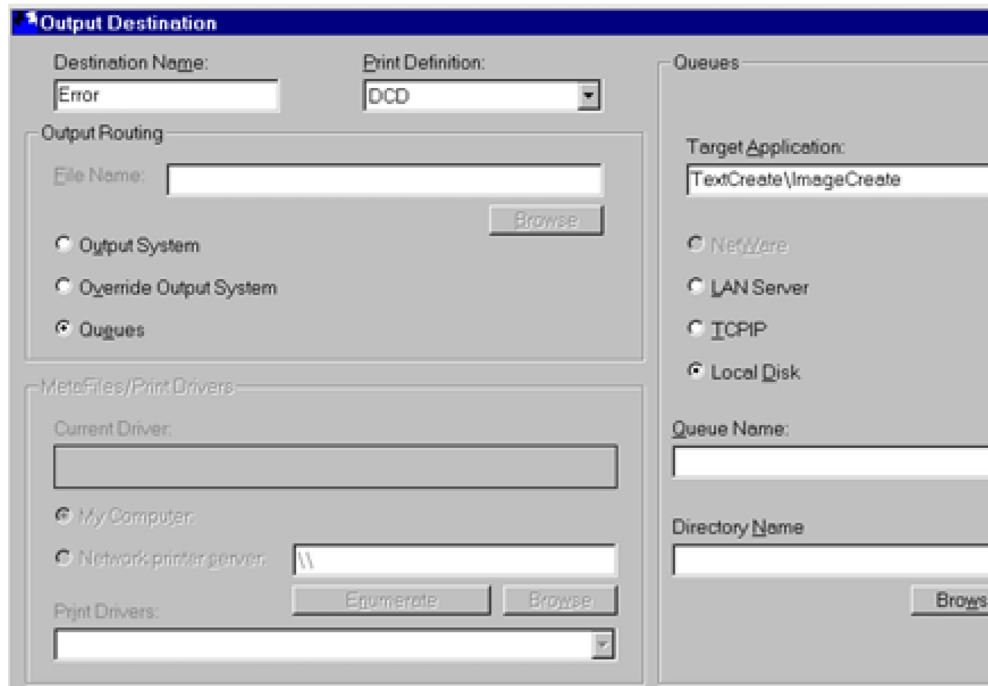 Output Destination
Destination Name:
Error
Print Definition:
DCD
Output Routing
File Name:
Browse
Output System
Override Output System
Queues
MetaFiles/Print Drivers
Current Driver:
My Computer:
Network printer server:
\\
Enumerate
Browse
Print Drivers:
Queues
Target Application:
TextCreate\ImageCreate
NetWare
LAN Server
TCPIP
Local Disk
Queue Name:
Directory Name
Brows